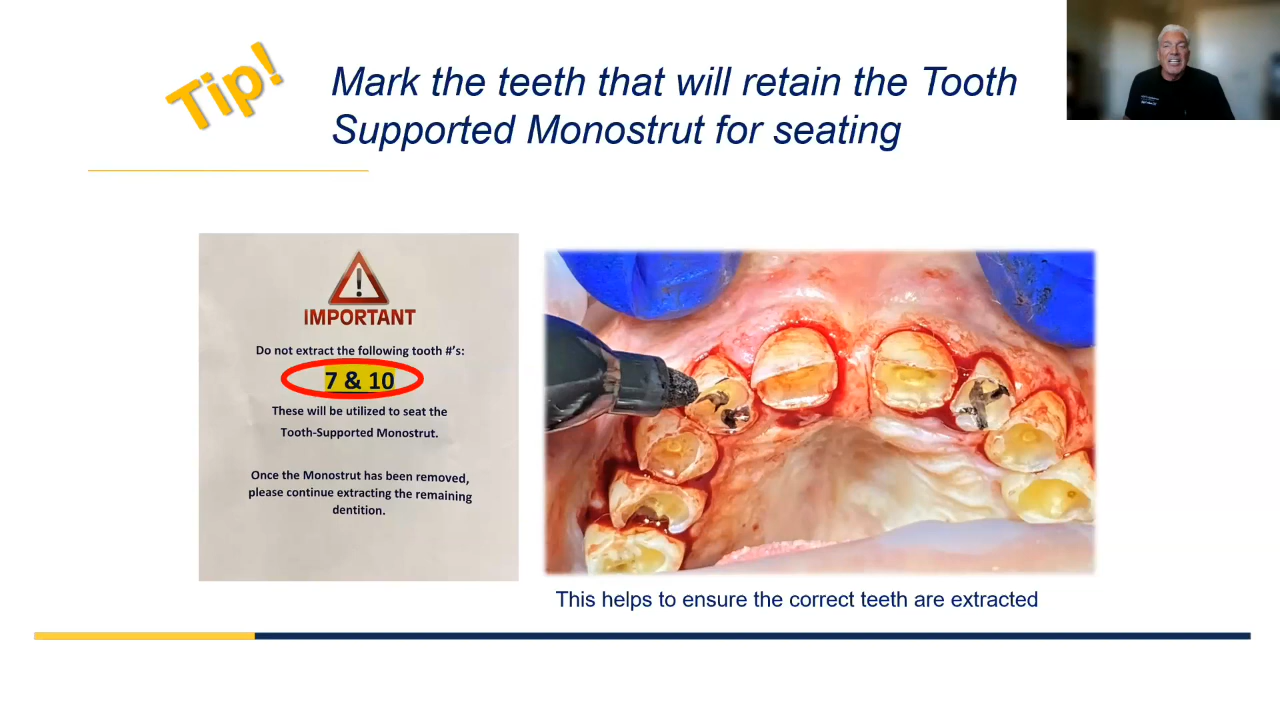 Tip!
Mark the teeth that will retain the Tooth
Supported Monostrut for seating
IMPORTANT
Do not extract the following tooth #'s:
7 & 10
These will be utilized to seat the
Tooth-Supported Monostrut.
Once the Monostrut has been removed,
please continue extracting the remaining
dentition.
This helps to ensure the correct teeth are extracted